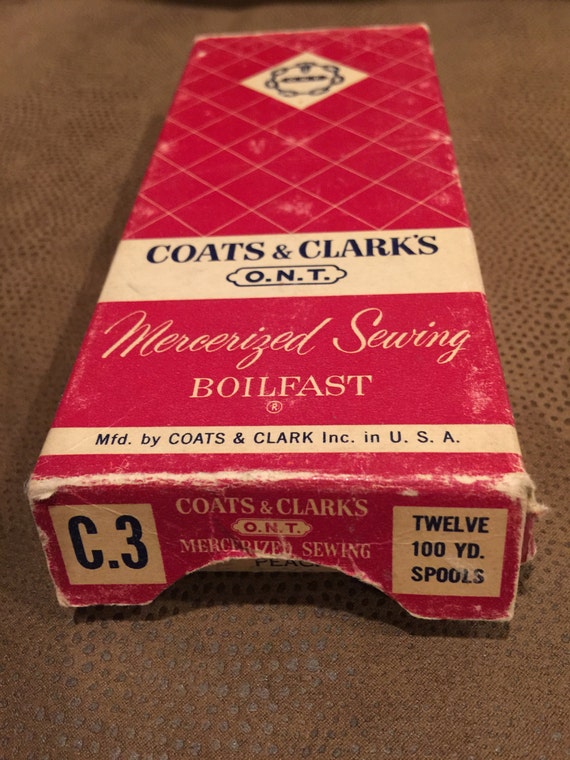 COATS & CLARK'S
O.N.T.
Mercerized Sewing
BOILFAST
®
Mfd. by COATS & CLARK Inc. in U. S. A.
C.3
COATS & CLARK'S
O.N.T.
MERCERIZED SEWING
TWELVE
100 YD.
SPOOLS